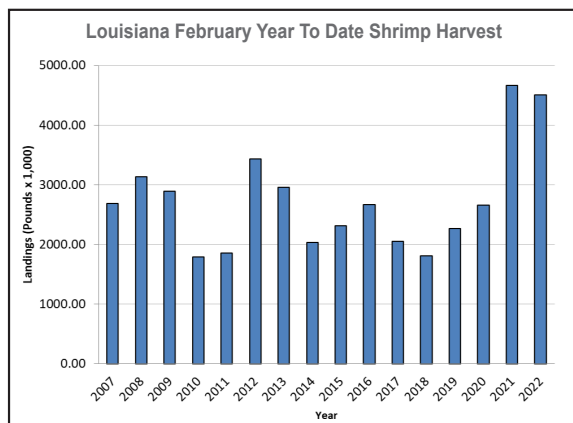 Louisiana February Year To Date Shrimp Harvest
Landings (Pounds x 1,000)
5000.00
4000.00
3000.00
2000.00
1000.00
0.00
2007 2008 2009 2010 2011 2012 2013 2014 2015 2016 2017 2018 2019 2020 2021 2022
Year